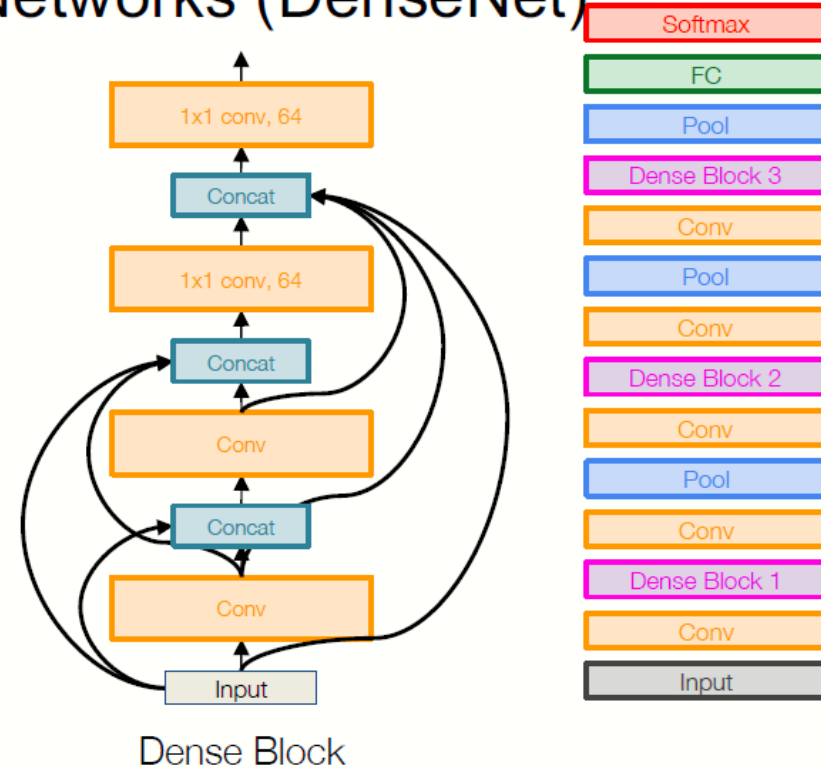 Networks (DenseNet)
1x1 conv, 64
Concat
1x1 conv, 64
Concat
Conv
Concat
Conv
Input
Dense Block
Softmax
FC
Pool
Dense Block 3
Conv
Pool
Conv
Dense Block 2
Conv
Pool
Conv
Dense Block 1
Conv
Input